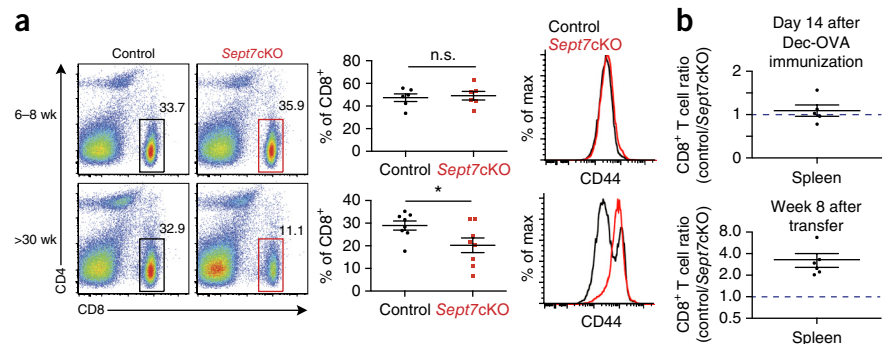 a
Control
Sept7cKO
6–8 wk
33.7
35.9
>30 wk
32.9
11.1
CD4
CD8
% of CD8+
80
60
40
20
0
n.s.
Control Sept7cKO
% of CD8+
40
30
20
10
0
*
Control Sept7cKO
Control
Sept7cKO
% of max
CD44
% of max
CD44
b
Day 14 after
Dec-OVA
immunization
CD8+ T cell ratio
(control/Sept7cKO)
2
1
0
Spleen
Week 8 after
transfer
CD8+ T cell ratio
(control/Sept7cKO)
8.0
4.0
2.0
1.0
0.5
Spleen